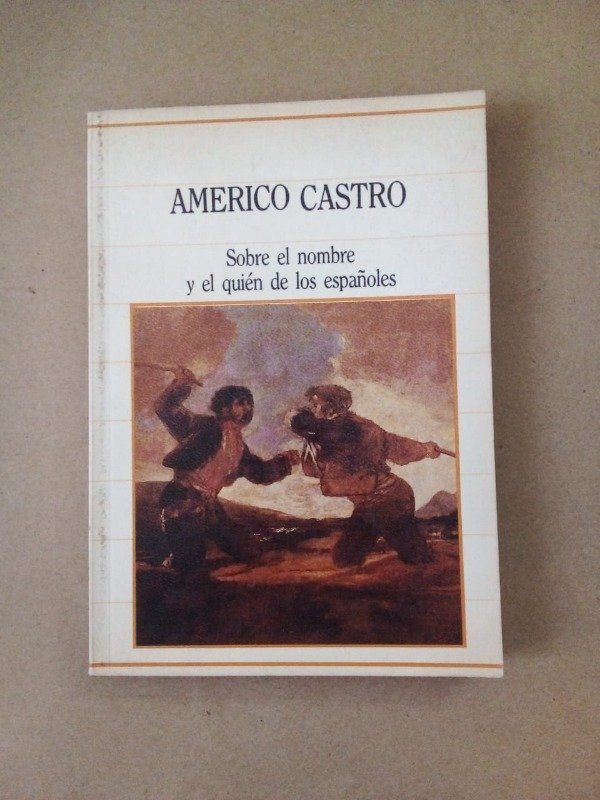 AMERICO CASTRO
Sobre el nombre
y el quién de los españoles